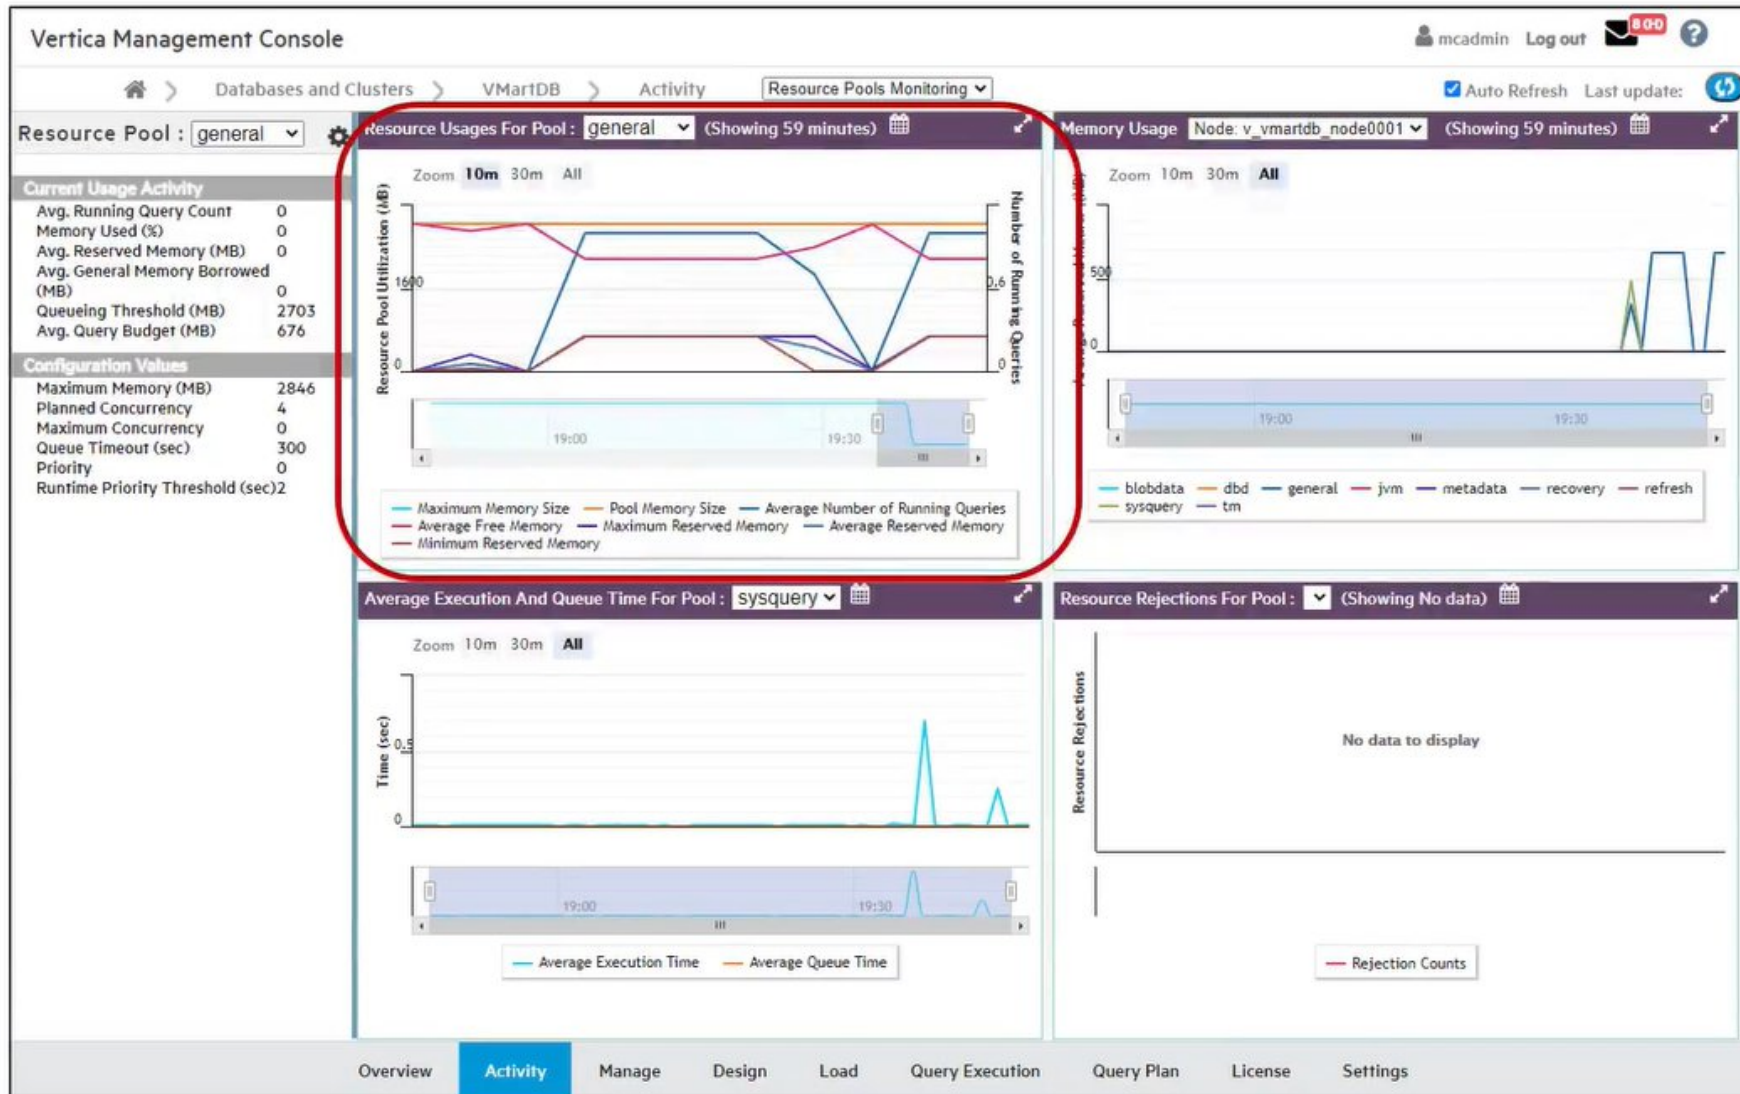 Vertica Management Console
mcadmin Log out
Databases and Clusters VMartDB Activity Resource Pools Monitoring
Auto Refresh Last update:
Resource Pool : general
Current Usage Activity
Avg. Running Query Count 0
Memory Used (%) 0
Avg. Reserved Memory (MB) 0
Avg. General Memory Borrowed
(MB) 0
Queueing Threshold (MB) 2703
Avg. Query Budget (MB) 676
Configuration Values
Maximum Memory (MB) 2846
Planned Concurrency 4
Maximum Concurrency 0
Queue Timeout (sec) 300
Priority 0
Runtime Priority Threshold (sec)2
Resource Usages For Pool : general (Showing 59 minutes)
Zoom 10m 30m All
Resource Pool Utilization (MB)
1600
0
Number of Running Queries
0.6
0
19:00 19:30
Maximum Memory Size Pool Memory Size Average Number of Running Queries
Average Free Memory Maximum Reserved Memory Average Reserved Memory
Minimum Reserved Memory
Memory Usage Node: v_vmartdb_node0001 (Showing 59 minutes)
Zoom 10m 30m All
500
0
19:00 19:30
blobdata dbd general jvm metadata recovery refresh
sysquery tm
Average Execution And Queue Time For Pool : sysquery
Zoom 10m 30m All
Time (sec)
0.5
0
19:00 19:30
Average Execution Time Average Queue Time
Resource Rejections For Pool : (Showing No data)
Resource Rejections
No data to display
Rejection Counts
Overview Activity Manage Design Load Query Execution Query Plan License Settings